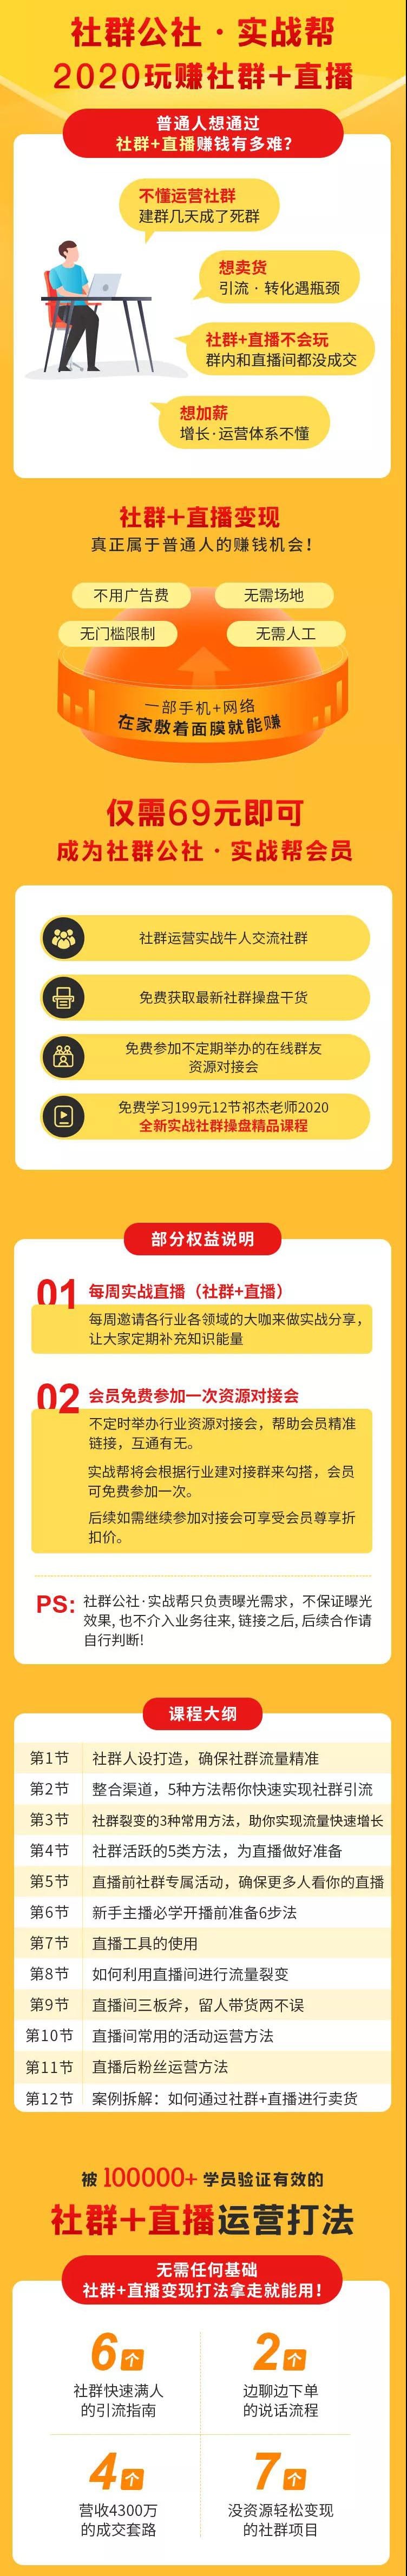 社群公社·实战帮
2020玩赚社群+直播
普通人想通过
社群+直播赚钱有多难?
不懂运营社群
建群几天成了死群
想卖货
引流·转化遇瓶颈
社群+直播不会玩
群内和直播间都没成交
想加薪
增长·运营体系不懂
社群+直播变现
真正属于普通人的赚钱机会!
不用广告费
无需场地
无门槛限制
无需人工
一部手机+网络
在家敷着面膜就能赚
仅需69元即可
成为社群公社·实战帮会员
社群运营实战牛人交流社群
免费获取最新社群操盘干货
免费参加不定期举办的在线群友
资源对接会
免费学习199元12节祁杰老师2020
全新实战社群操盘精品课程
部分权益说明
01 每周实战直播（社群+直播）
每周邀请各行业各领域的大咖来做实战分享，
让大家定期补充知识能量
02 会员免费参加一次资源对接会
不定时举办行业资源对接会，帮助会员精准
链接，互通有无。
实战帮将会根据行业建对接群来勾搭，会员
可免费参加一次。
后续如需继续参加对接会可享受会员尊享折
扣价。
PS: 社群公社·实战帮只负责曝光需求，不保证曝光
效果, 也不介入业务往来, 链接之后, 后续合作请
自行判断!
课程大纲
第1节 社群人设打造，确保社群流量精准
第2节 整合渠道，5种方法帮你快速实现社群引流
第3节 社群裂变的3种常用方法，助你实现流量快速增长
第4节 社群活跃的5类方法，为直播做好准备
第5节 直播前社群专属活动，确保更多人看你的直播
第6节 新手主播必学开播前准备6步法
第7节 直播工具的使用
第8节 如何利用直播间进行流量裂变
第9节 直播间三板斧，留人带货两不误
第10节 直播间常用的活动运营方法
第11节 直播后粉丝运营方法
第12节 案例拆解：如何通过社群+直播进行卖货
被100000+学员验证有效的
社群+直播运营打法
无需任何基础
社群+直播变现打法拿走就能用！
6个
社群快速满人
的引流指南
2个
边聊边下单
的说话流程
4个
营收4300万
的成交套路
7个
没资源轻松变现
的社群项目